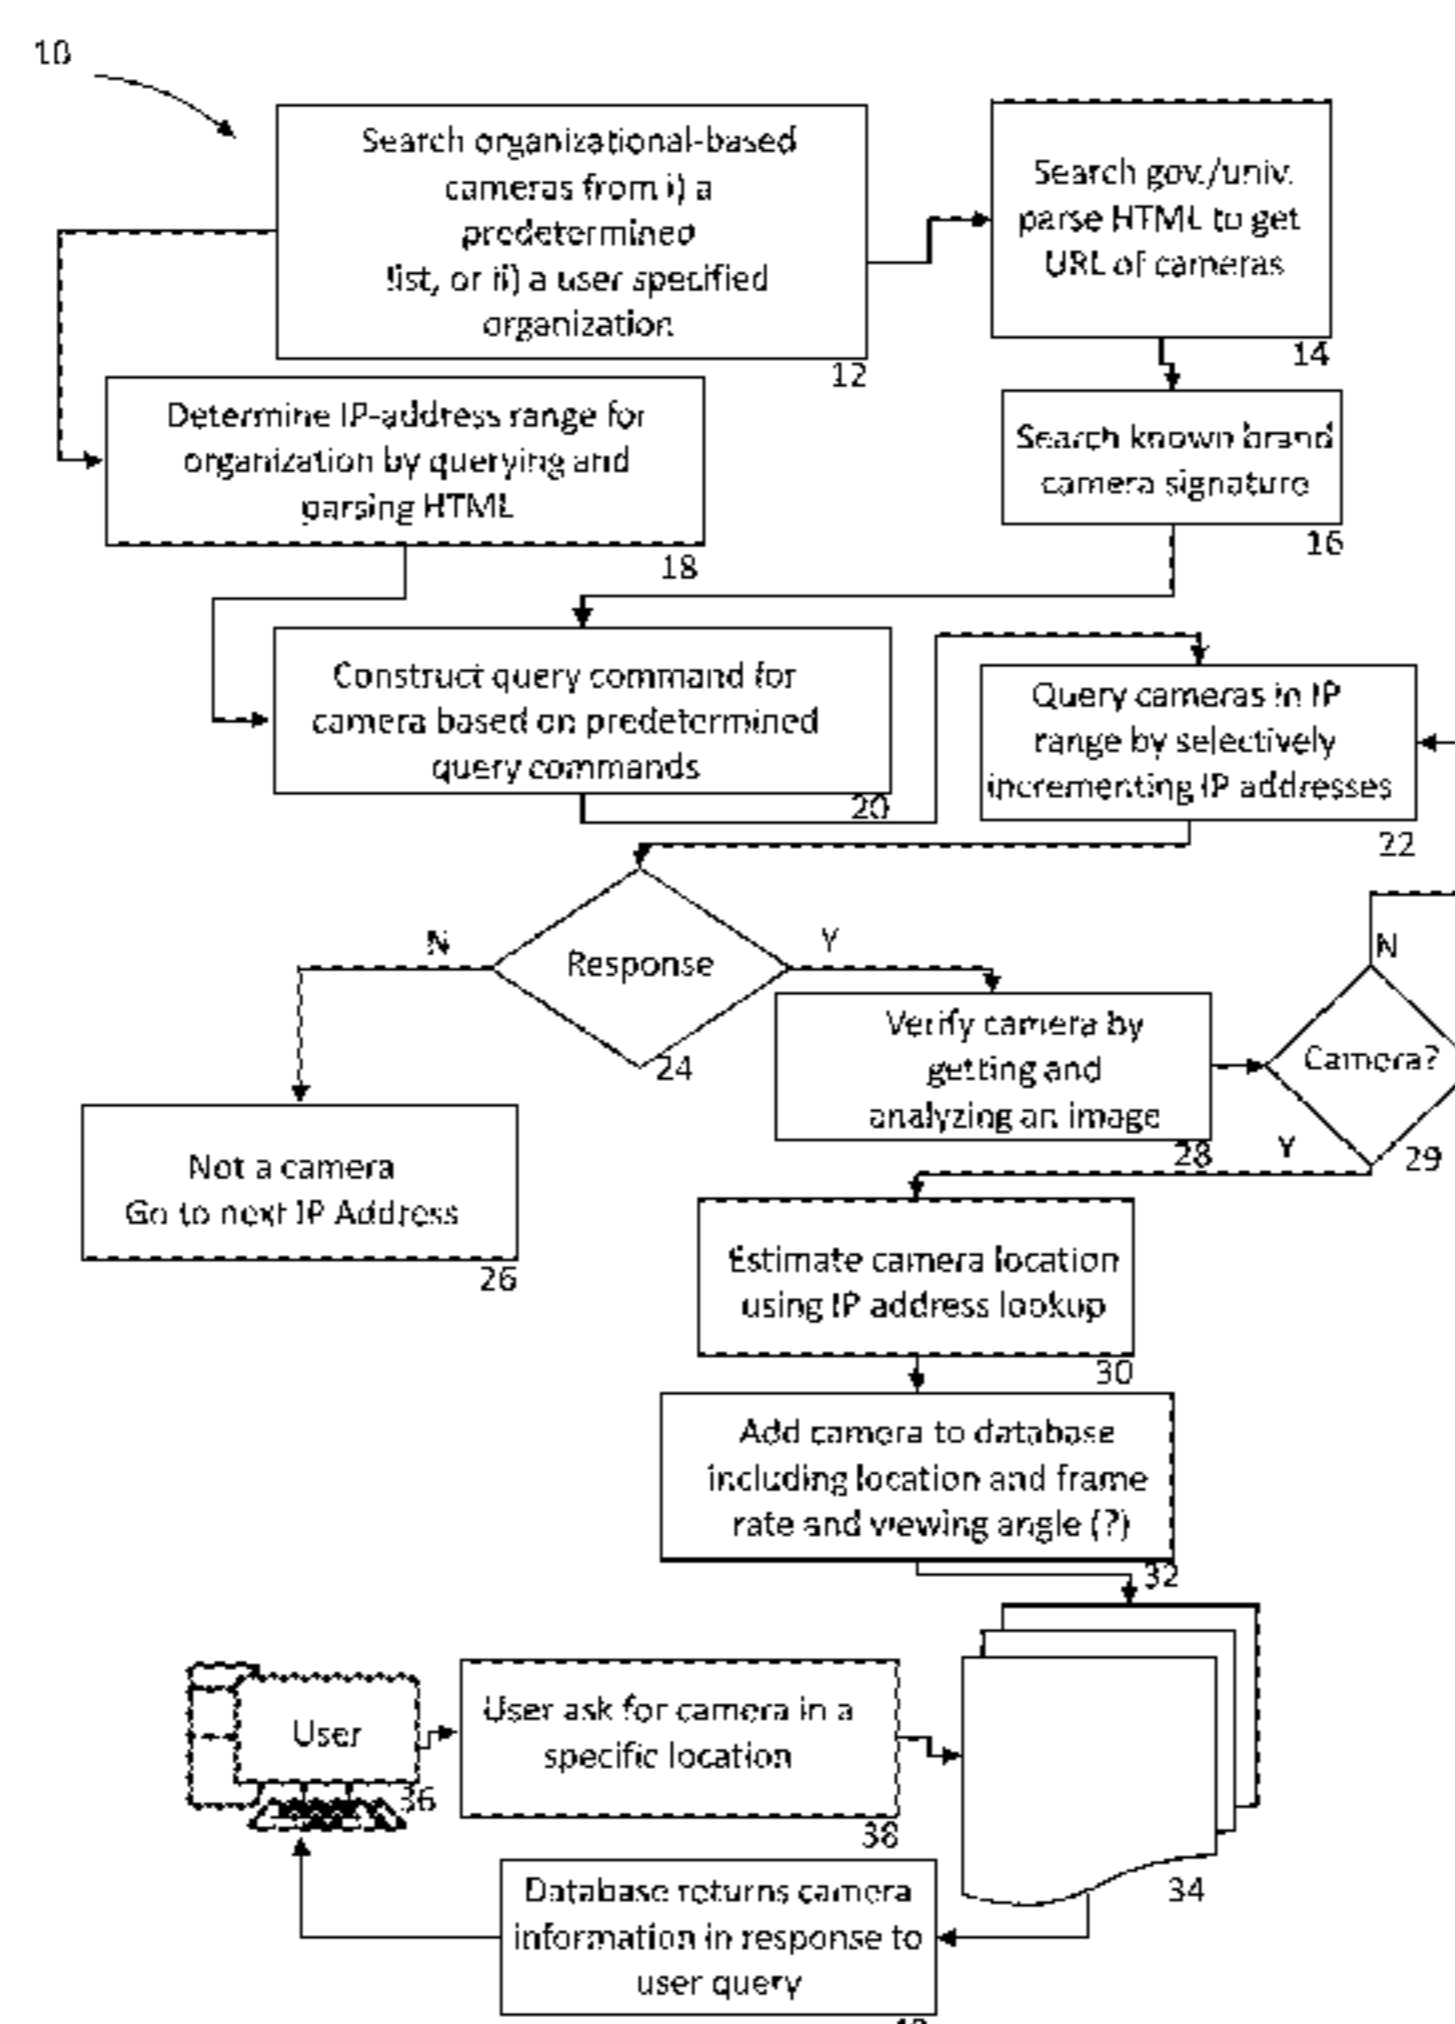 10
Search organizational-based
cameras from i) a
predetermined
list, or ii) a user specified
organization
12
Search gov./univ.
parse HTML to get
URL of cameras
14
Determine IP-address range for
organization by querying and
parsing HTML
18
Search known brand
camera signature
16
Construct query command for
camera based on predetermined
query commands
20
Query cameras in IP
range by selectively
incrementing IP addresses
22
N
Response
Y
24
N
Camera?
Y
29
Verify camera by
getting and
analyzing an image
28
Not a camera
Go to next IP Address
26
Estimate camera location
using IP address lookup
30
Add camera to database
including location and frame
rate and viewing angle (?)
32
User
36
User ask for camera in a
specific location
38
34
Database returns camera
information in response to
user query